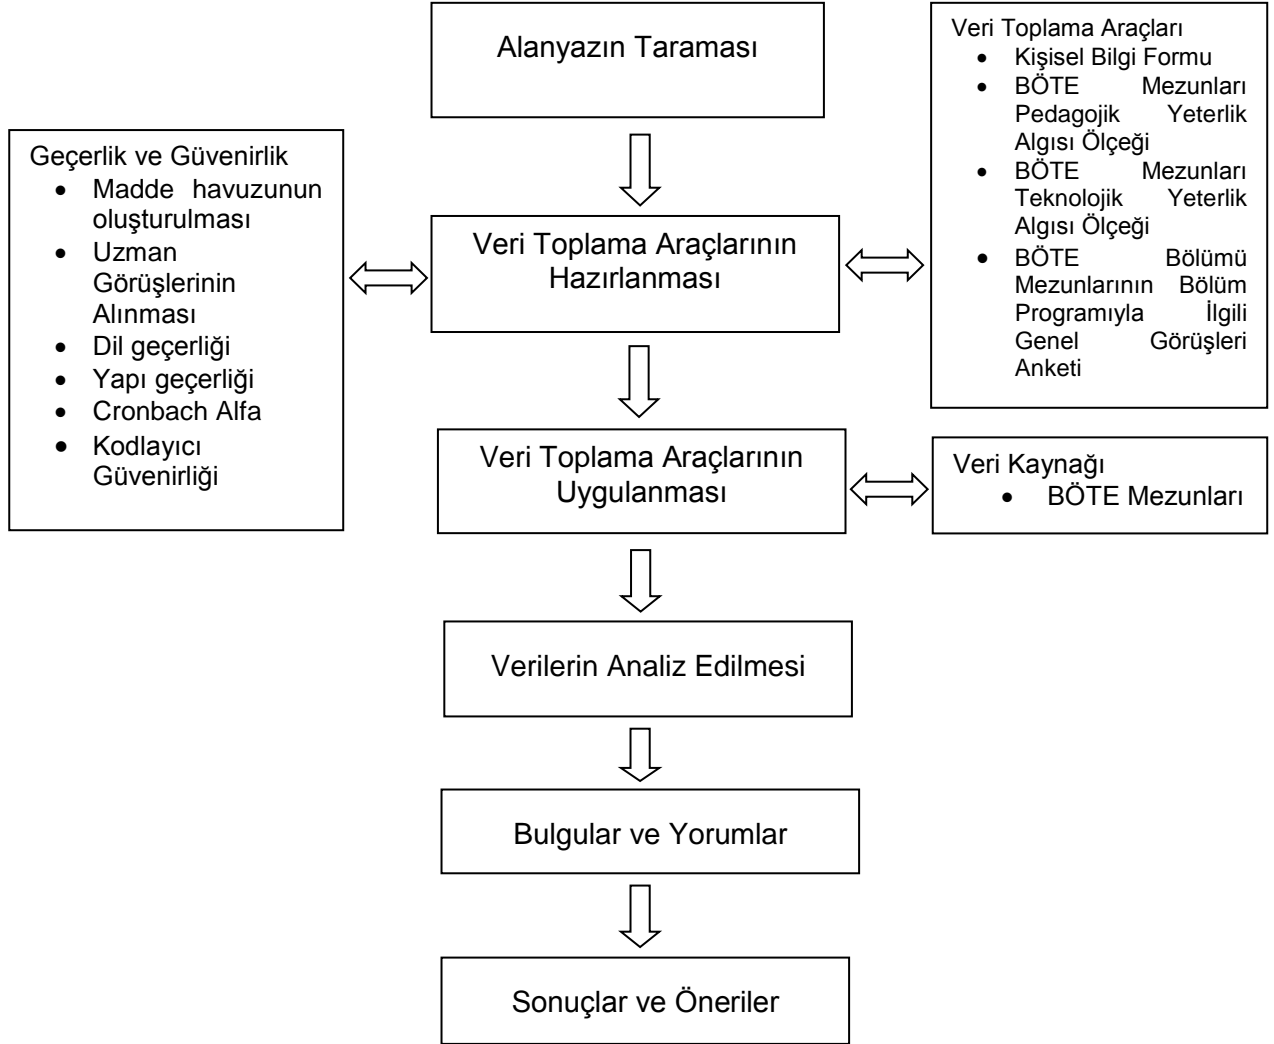 Alanyazın Taraması
Veri Toplama Araçları
• Kişisel Bilgi Formu
• BÖTE Mezunları
Pedagojik Yeterlik
Algısı Ölçeği
• BÖTE Mezunları
Teknolojik Yeterlik
Algısı Ölçeği
• BÖTE Bölümü
Mezunlarının Bölüm
Programıyla İlgili
Genel Görüşleri
Anketi
Geçerlik ve Güvenirlik
• Madde havuzunun
oluşturulması
• Uzman
Görüşlerinin
Alınması
• Dil geçerliği
• Yapı geçerliği
• Cronbach Alfa
• Kodlayıcı
Güvenirliği
Veri Toplama Araçlarının
Hazırlanması
Veri Toplama Araçlarının
Uygulanması
Veri Kaynağı
• BÖTE Mezunları
Verilerin Analiz Edilmesi
Bulgular ve Yorumlar
Sonuçlar ve Öneriler